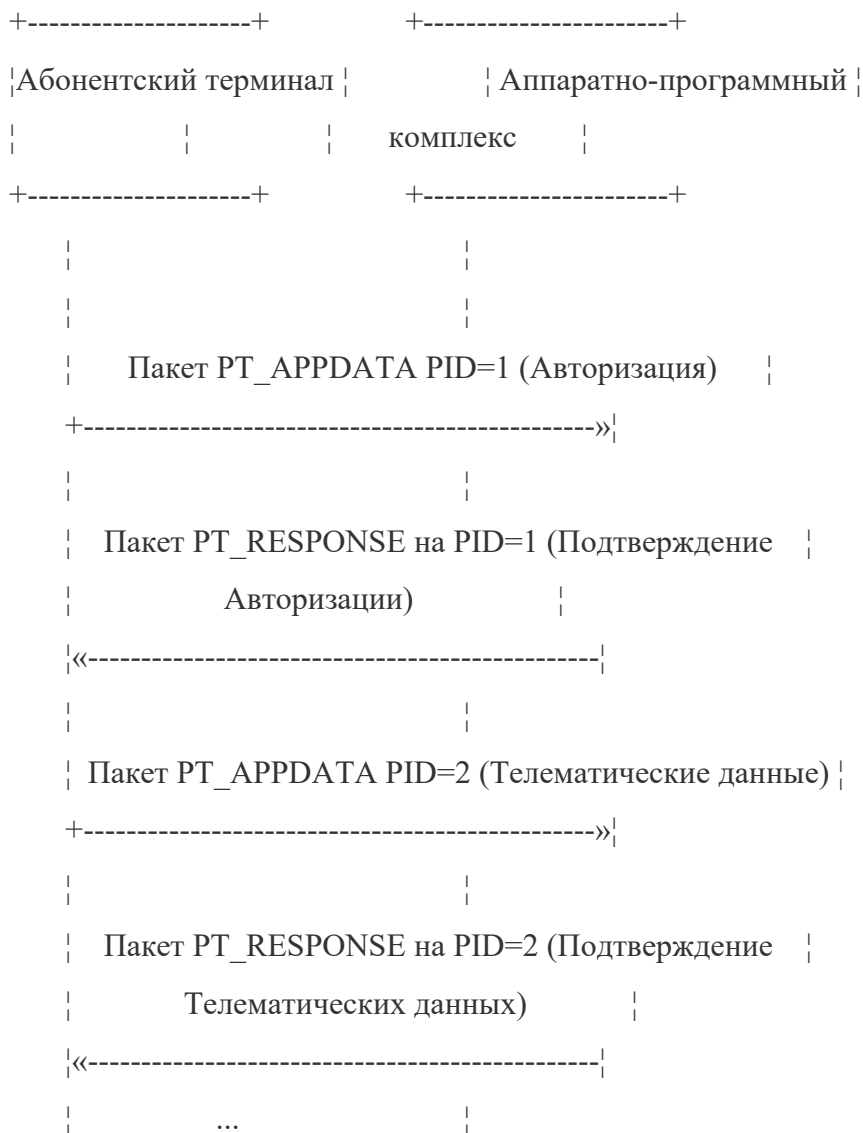 +---------------------+ +-----------------------+
¦Абонентский терминал ¦ ¦ Аппаратно-программный ¦
¦ ¦ ¦ комплекс ¦
+---------------------+ +-----------------------+
¦ ¦
¦ ¦
¦ Пакет PT_APPDATA PID=1 (Авторизация) ¦
+------------------------------------------------»¦
¦ ¦
¦ Пакет PT_RESPONSE на PID=1 (Подтверждение ¦
¦ Авторизации) ¦
¦«------------------------------------------------¦
¦ ¦
¦ Пакет PT_APPDATA PID=2 (Телематические данные) ¦
+------------------------------------------------»¦
¦ ¦
¦ Пакет PT_RESPONSE на PID=2 (Подтверждение ¦
¦ Телематических данных) ¦
¦«------------------------------------------------¦
¦ ... ¦